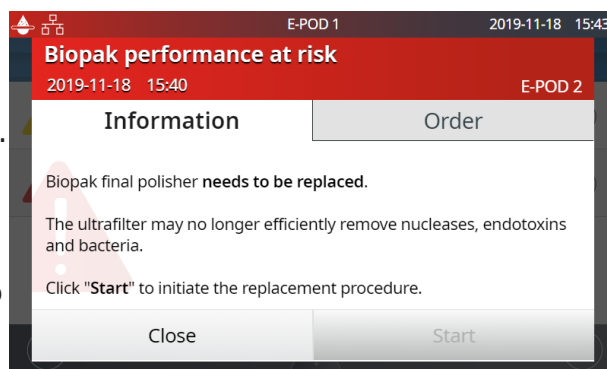 E-POD 1 2019-11-18 15:43
Biopak performance at risk
2019-11-18 15:40 E-POD 2
Information Order
Biopak final polisher needs to be replaced.
The ultrafilter may no longer efficiently remove nucleases, endotoxins
and bacteria.
Click "Start" to initiate the replacement procedure.
Close Start